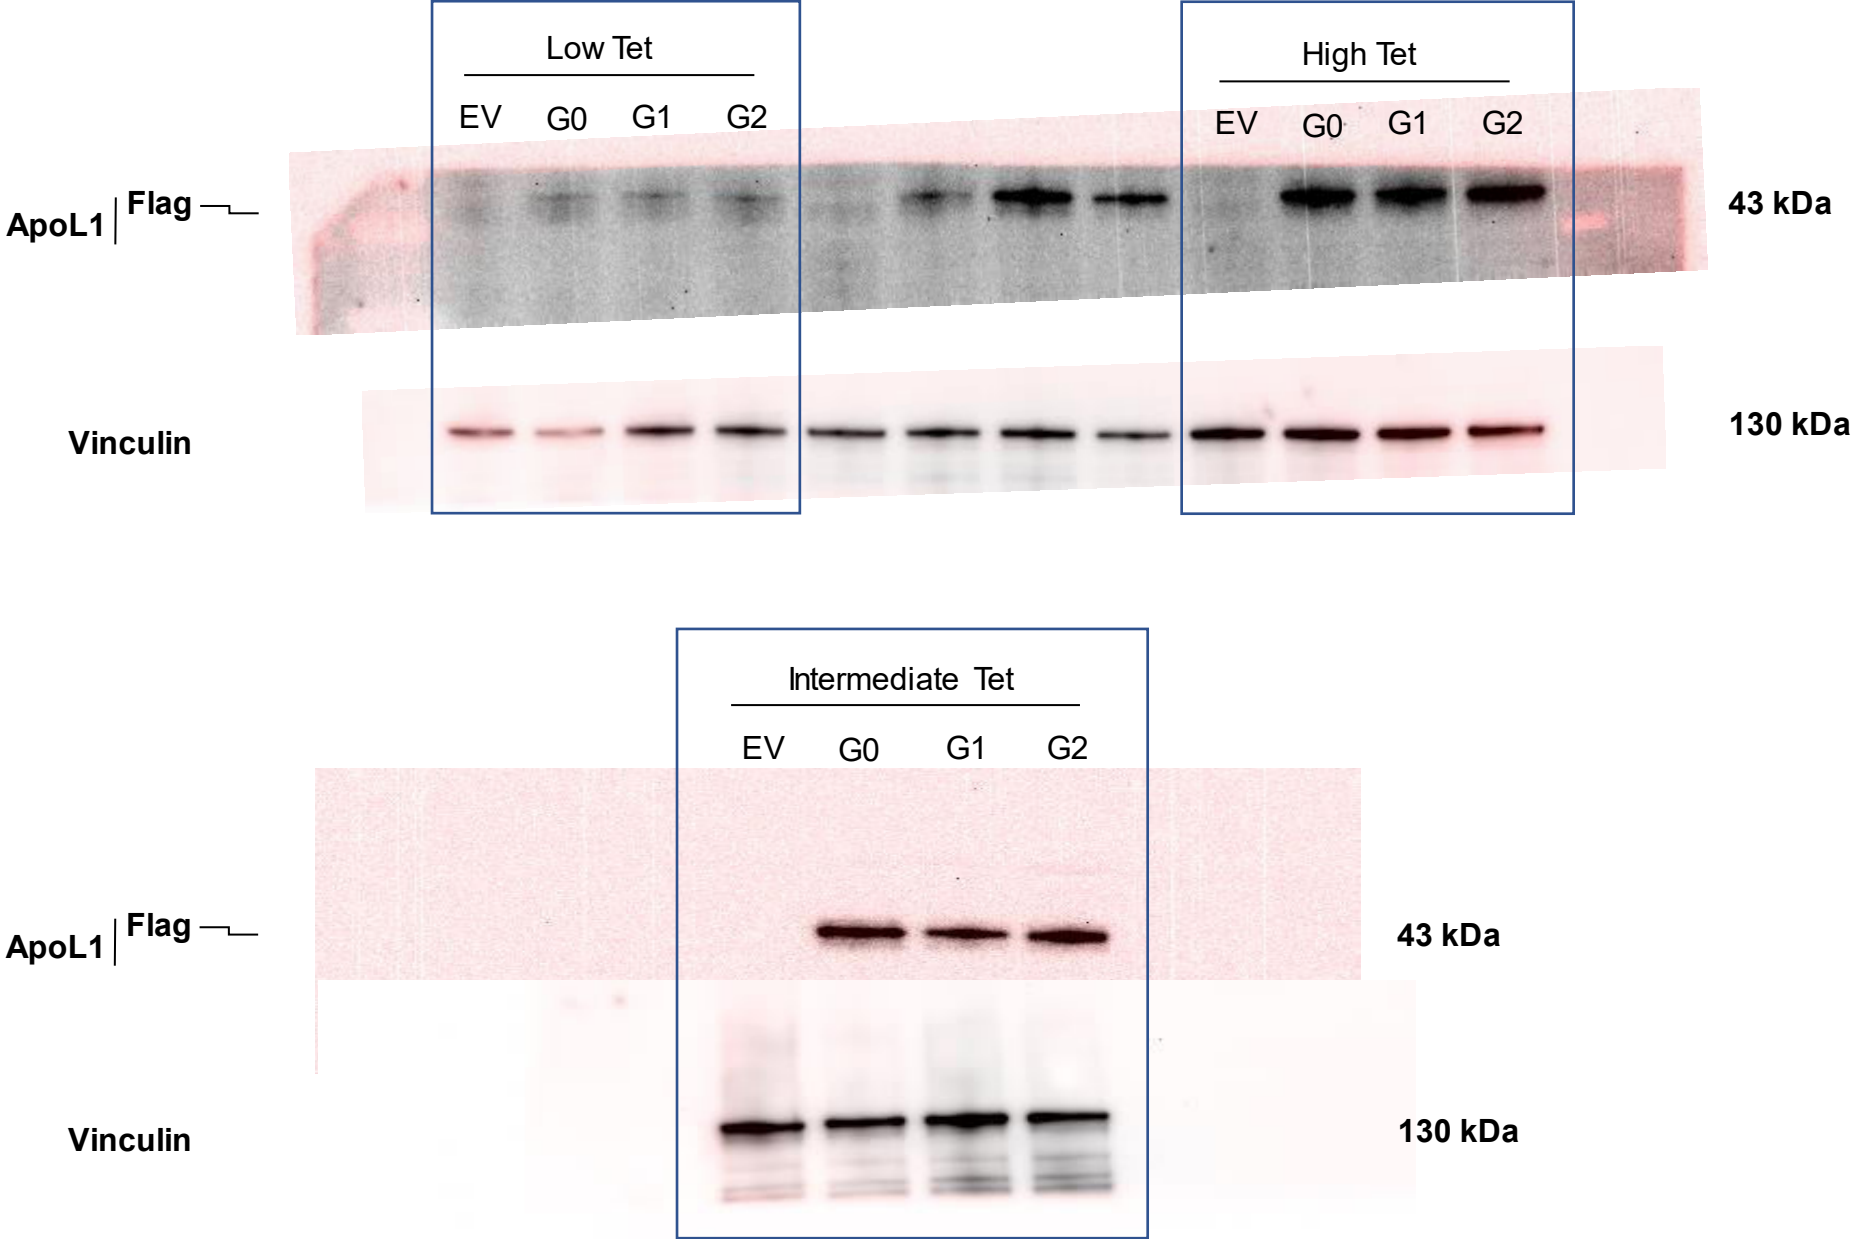 Low Tet
High Tet
EV G0 G1 G2
EV G0 G1 G2
ApoL1 Flag
43 kDa
Vinculin
130 kDa
Intermediate Tet
EV G0 G1 G2
ApoL1 Flag
43 kDa
Vinculin
130 kDa